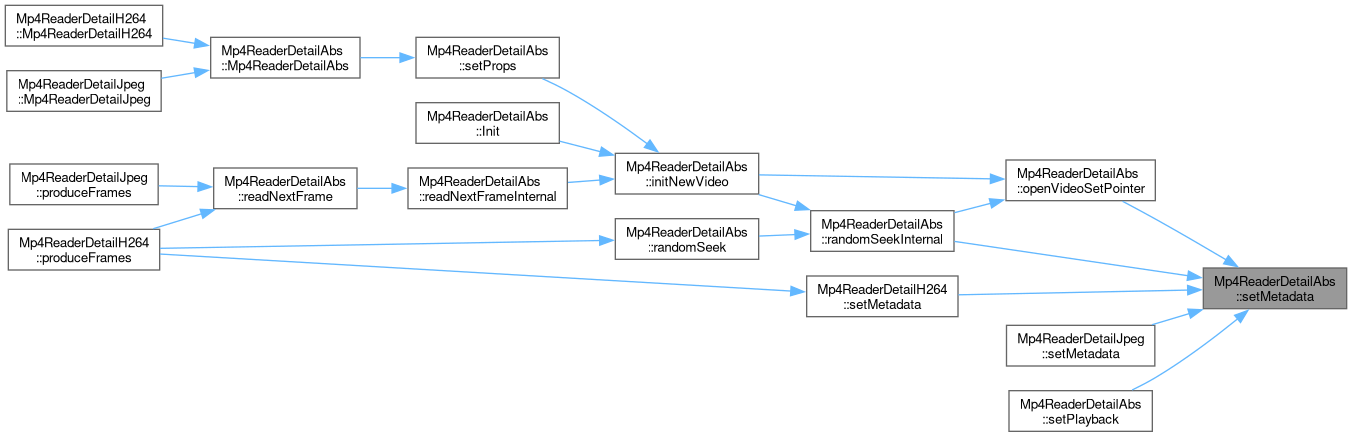 Mp4ReaderDetailH264
::Mp4ReaderDetailH264
Mp4ReaderDetailJpeg
::Mp4ReaderDetailJpeg
Mp4ReaderDetailAbs
::Mp4ReaderDetailAbs
Mp4ReaderDetailAbs
::setProps
Mp4ReaderDetailAbs
::Init
Mp4ReaderDetailJpeg
::produceFrames
Mp4ReaderDetailH264
::produceFrames
Mp4ReaderDetailAbs
::readNextFrame
Mp4ReaderDetailAbs
::readNextFrameInternal
Mp4ReaderDetailAbs
::initNewVideo
Mp4ReaderDetailAbs
::randomSeek
Mp4ReaderDetailAbs
::openVideoSetPointer
Mp4ReaderDetailAbs
::randomSeekInternal
Mp4ReaderDetailH264
::setMetadata
Mp4ReaderDetailJpeg
::setMetadata
Mp4ReaderDetailAbs
::setPlayback
Mp4ReaderDetailAbs
::setMetadata